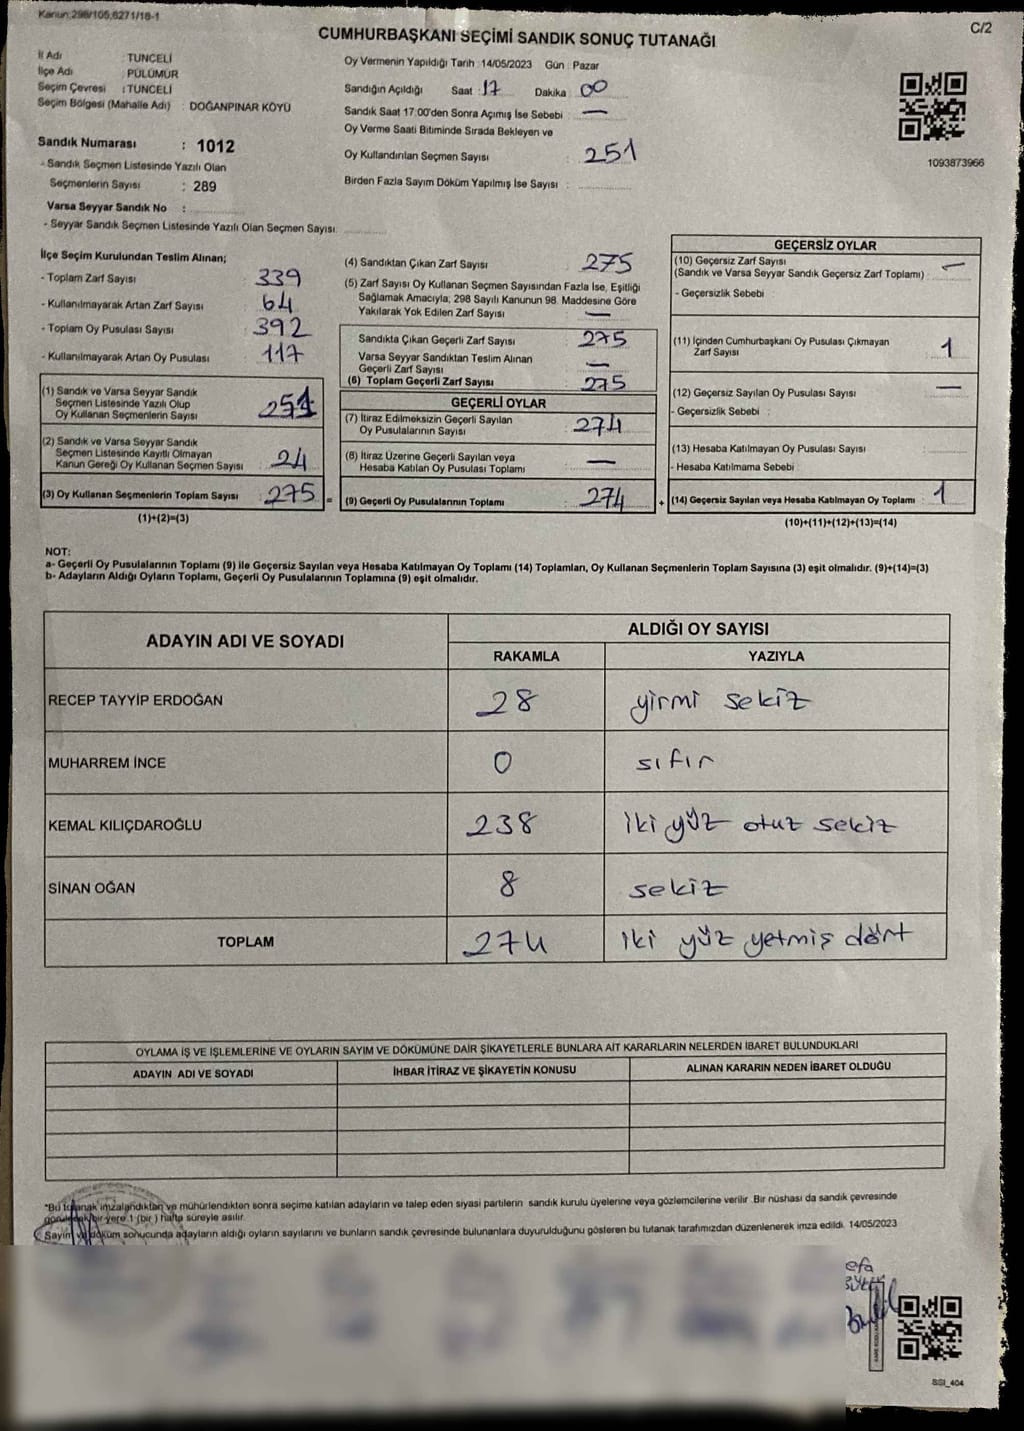 Kanun:298/105,6271/18-1
C/2
CUMHURBAŞKANI SEÇİMİ SANDIK SONUÇ TUTANAĞI
İl Adı : TUNCELİ
İlçe Adı : PÜLÜMÜR
Seçim Çevresi : TUNCELİ
Seçim Bölgesi (Mahalle Adı) : DOĞANPINAR KÖYÜ
Sandık Numarası : 1012
- Sandık Seçmen Listesinde Yazılı Olan
Seçmenlerin Sayısı : 289
Varsa Seyyar Sandık No :
- Seyyar Sandık Seçmen Listesinde Yazılı Olan Seçmen Sayısı:
Oy Vermenin Yapıldığı Tarih : 14/05/2023 Gün : Pazar
Sandığın Açıldığı Saat : 17 Dakika : 00
Sandık Saat 17:00'den Sonra Açımış İse Sebebi : —
Oy Verme Saati Bitiminde Sırada Bekleyen ve
Oy Kullandırılan Seçmen Sayısı : 251
Birden Fazla Sayım Döküm Yapılmış İse Sayısı :
1093873966
İlçe Seçim Kurulundan Teslim Alınan;
- Toplam Zarf Sayısı : 339
- Kullanılmayarak Artan Zarf Sayısı : 64
- Toplam Oy Pusulası Sayısı : 392
- Kullanılmayarak Artan Oy Pusulası : 117
(1) Sandık ve Varsa Seyyar Sandık
Seçmen Listesinde Yazılı Olup
Oy Kullanan Seçmenlerin Sayısı : 251
(2) Sandık ve Varsa Seyyar Sandık
Seçmen Listesinde Kayıtlı Olmayan
Kanun Gereği Oy Kullanan Seçmen Sayısı : 24
(3) Oy Kullanan Seçmenlerin Toplam Sayısı : 275
(1)+(2)=(3)
(4) Sandıktan Çıkan Zarf Sayısı : 275
(5) Zarf Sayısı Oy Kullanan Seçmen Sayısından Fazla İse, Eşitliği
Sağlamak Amacıyla; 298 Sayılı Kanunun 98. Maddesine Göre
Yakılarak Yok Edilen Zarf Sayısı : —
Sandıkta Çıkan Geçerli Zarf Sayısı : 275
Varsa Seyyar Sandıktan Teslim Alınan
Geçerli Zarf Sayısı : —
(6) Toplam Geçerli Zarf Sayısı : 275
GEÇERLİ OYLAR
(7) İtiraz Edilmeksizin Geçerli Sayılan
Oy Pusulalarının Sayısı : 274
(8) İtiraz Üzerine Geçerli Sayılan veya
Hesaba Katılan Oy Pusulası Toplamı : —
= (9) Geçerli Oy Pusulalarının Toplamı : 274
GEÇERSİZ OYLAR
(10) Geçersiz Zarf Sayısı : —
(Sandık ve Varsa Seyyar Sandık Geçersiz Zarf Toplamı)
- Geçersizlik Sebebi
(11) İçinden Cumhurbaşkanı Oy Pusulası Çıkmayan
Zarf Sayısı : 1
(12) Geçersiz Sayılan Oy Pusulası Sayısı : —
- Geçersizlik Sebebi :
(13) Hesaba Katılmayan Oy Pusulası Sayısı :
- Hesaba Katılmama Sebebi
+ (14) Geçersiz Sayılan veya Hesaba Katılmayan Oy Toplamı : 1
(10)+(11)+(12)+(13)=(14)
NOT:
a- Geçerli Oy Pusulalarının Toplamı (9) ile Geçersiz Sayılan veya Hesaba Katılmayan Oy Toplamı (14) Toplamları, Oy Kullanan Seçmenlerin Toplam Sayısına (3) eşit olmalıdır. (9)+(14)=(3)
b- Adayların Aldığı Oyların Toplamı, Geçerli Oy Pusulalarının Toplamına (9) eşit olmalıdır.
ADAYIN ADI VE SOYADI
ALDIĞI OY SAYISI
RAKAMLA YAZIYLA
RECEP TAYYİP ERDOĞAN 28 yirmi sekiz
MUHARREM İNCE 0 sıfır
KEMAL KILIÇDAROĞLU 238 iki yüz otuz sekiz
SİNAN OĞAN 8 sekiz
TOPLAM 274 iki yüz yetmiş dört
OYLAMA İŞ VE İŞLEMLERİNE VE OYLARIN SAYIM VE DÖKÜMÜNE DAİR ŞİKAYETLERLE BUNLARA AİT KARARLARIN NELERDEN İBARET BULUNDUKLARI
ADAYIN ADI VE SOYADI İHBAR İTİRAZ VE ŞİKAYETİN KONUSU ALINAN KARARIN NEDEN İBARET OLDUĞU
*Bu tutanak imzalandıktan ve mühürlendikten sonra seçime katılan adayların ve talep eden siyasi partilerin sandık kurulu üyelerine veya gözlemcilerine verilir. Bir nüshası da sandık çevresinde
görülecek bir yere 1 (bir) hafta süreyle asılır.
Sayım ve döküm sonucunda adayların aldığı oyların sayılarını ve bunların sandık çevresinde bulunanlara duyurulduğunu gösteren bu tutanak tarafımızdan düzenlenerek imza edildi. 14/05/2023
efa
SSI_404